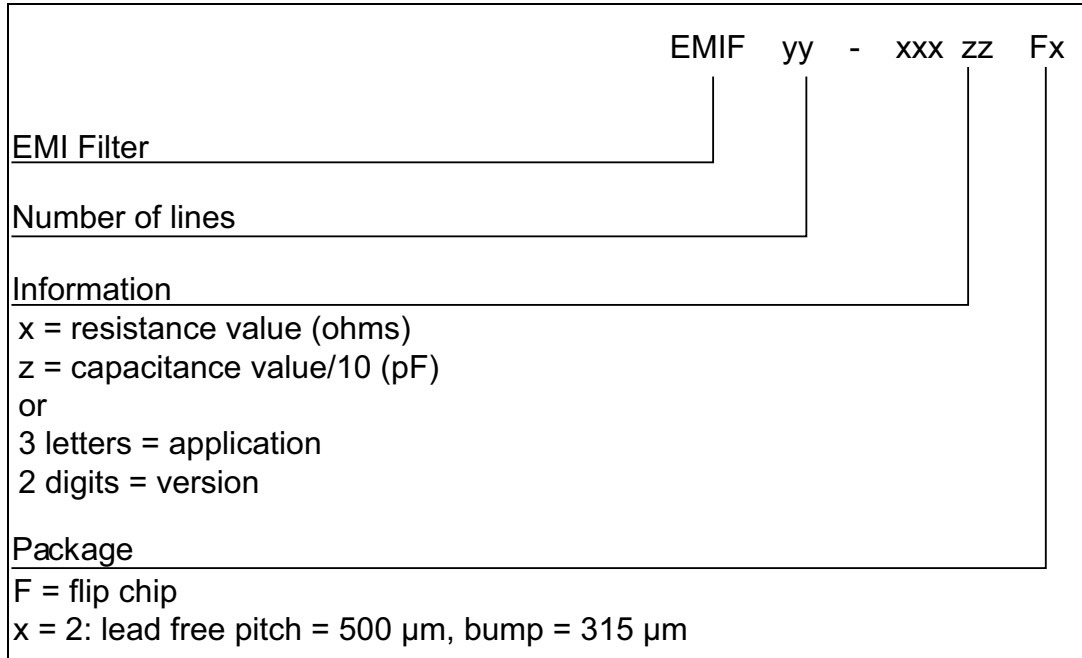 EMIF yy - xxx zz Fx
EMI Filter
Number of lines
Information
x = resistance value (ohms)
z = capacitance value/10 (pF)
or
3 letters = application
2 digits = version
Package
F = flip chip
x = 2: lead free pitch = 500 µm, bump = 315 µm